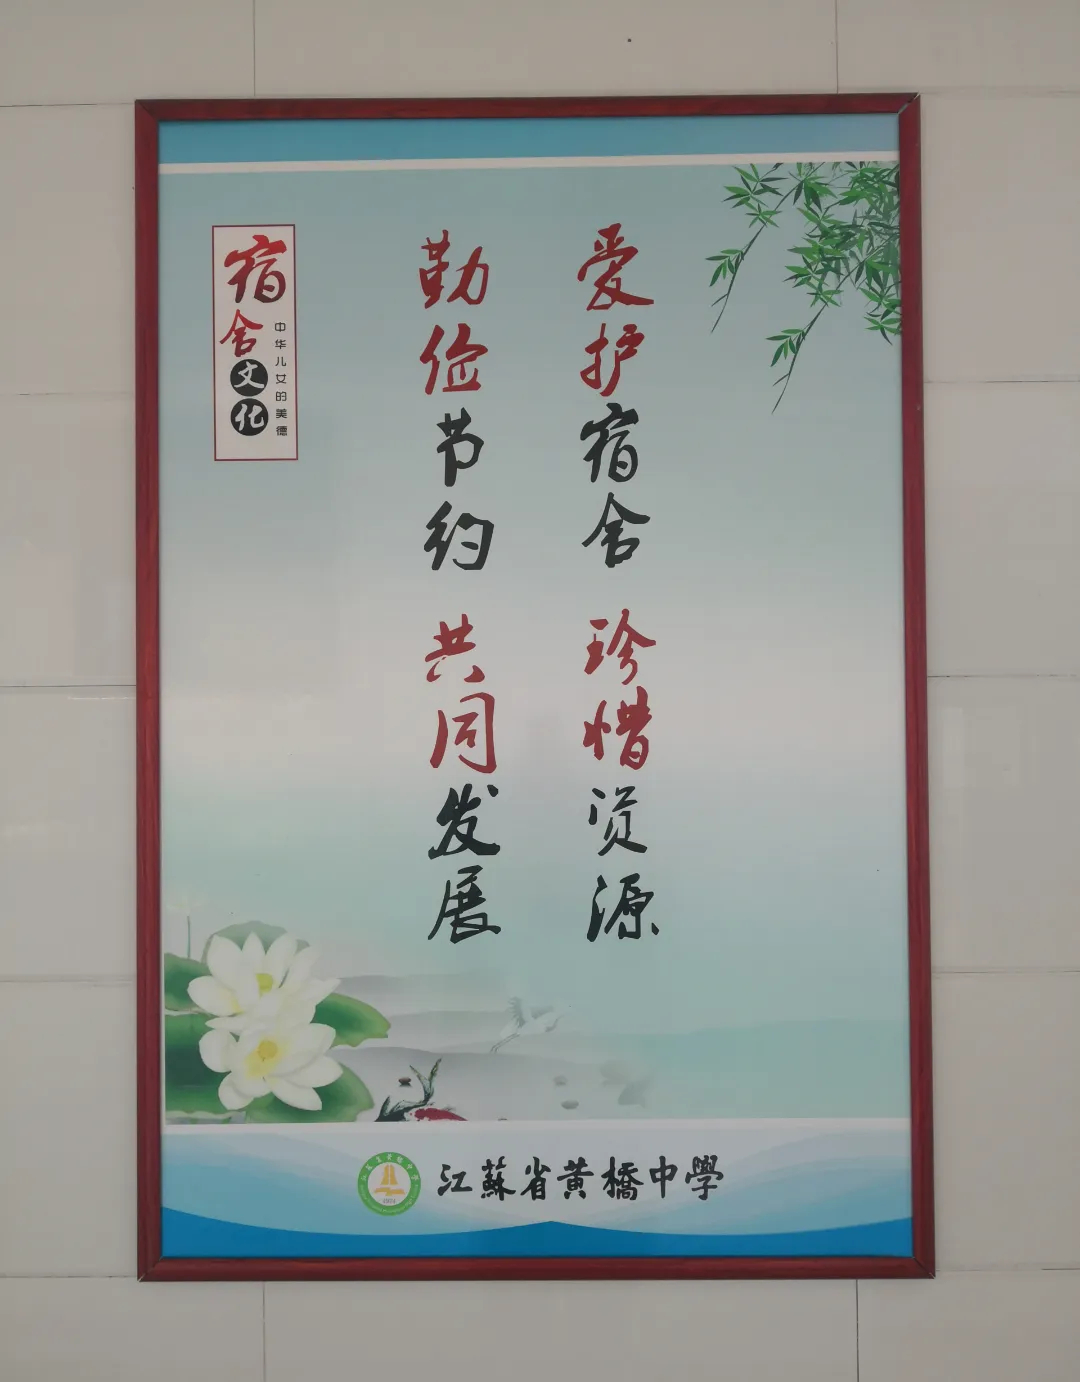 爱护宿舍 珍惜资源
勤俭节约 共同发展
宿舍文化
中华儿女的美德
江蘇省黄橋中學